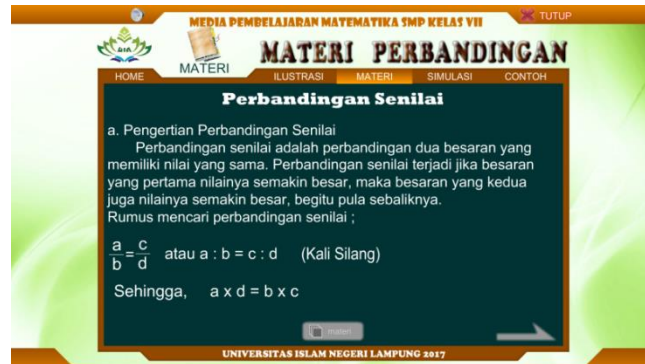 MEDIA PEMBELAJARAN MATEMATIKA SMP KELAS VII
TUTUP
MATERI
MATERI PERBANDINGAN
HOME
ILUSTRASI
MATERI
SIMULASI
CONTOH
Perbandingan Senilai
a. Pengertian Perbandingan Senilai
Perbandingan senilai adalah perbandingan dua besaran yang
memiliki nilai yang sama. Perbandingan senilai terjadi jika besaran
yang pertama nilainya semakin besar, maka besaran yang kedua
juga nilainya semakin besar, begitu pula sebaliknya.
Rumus mencari perbandingan senilai ;
a/b = c/d atau a : b = c : d (Kali Silang)
Sehingga, a x d = b x c
materi
UNIVERSITAS ISLAM NEGERI LAMPUNG 2017